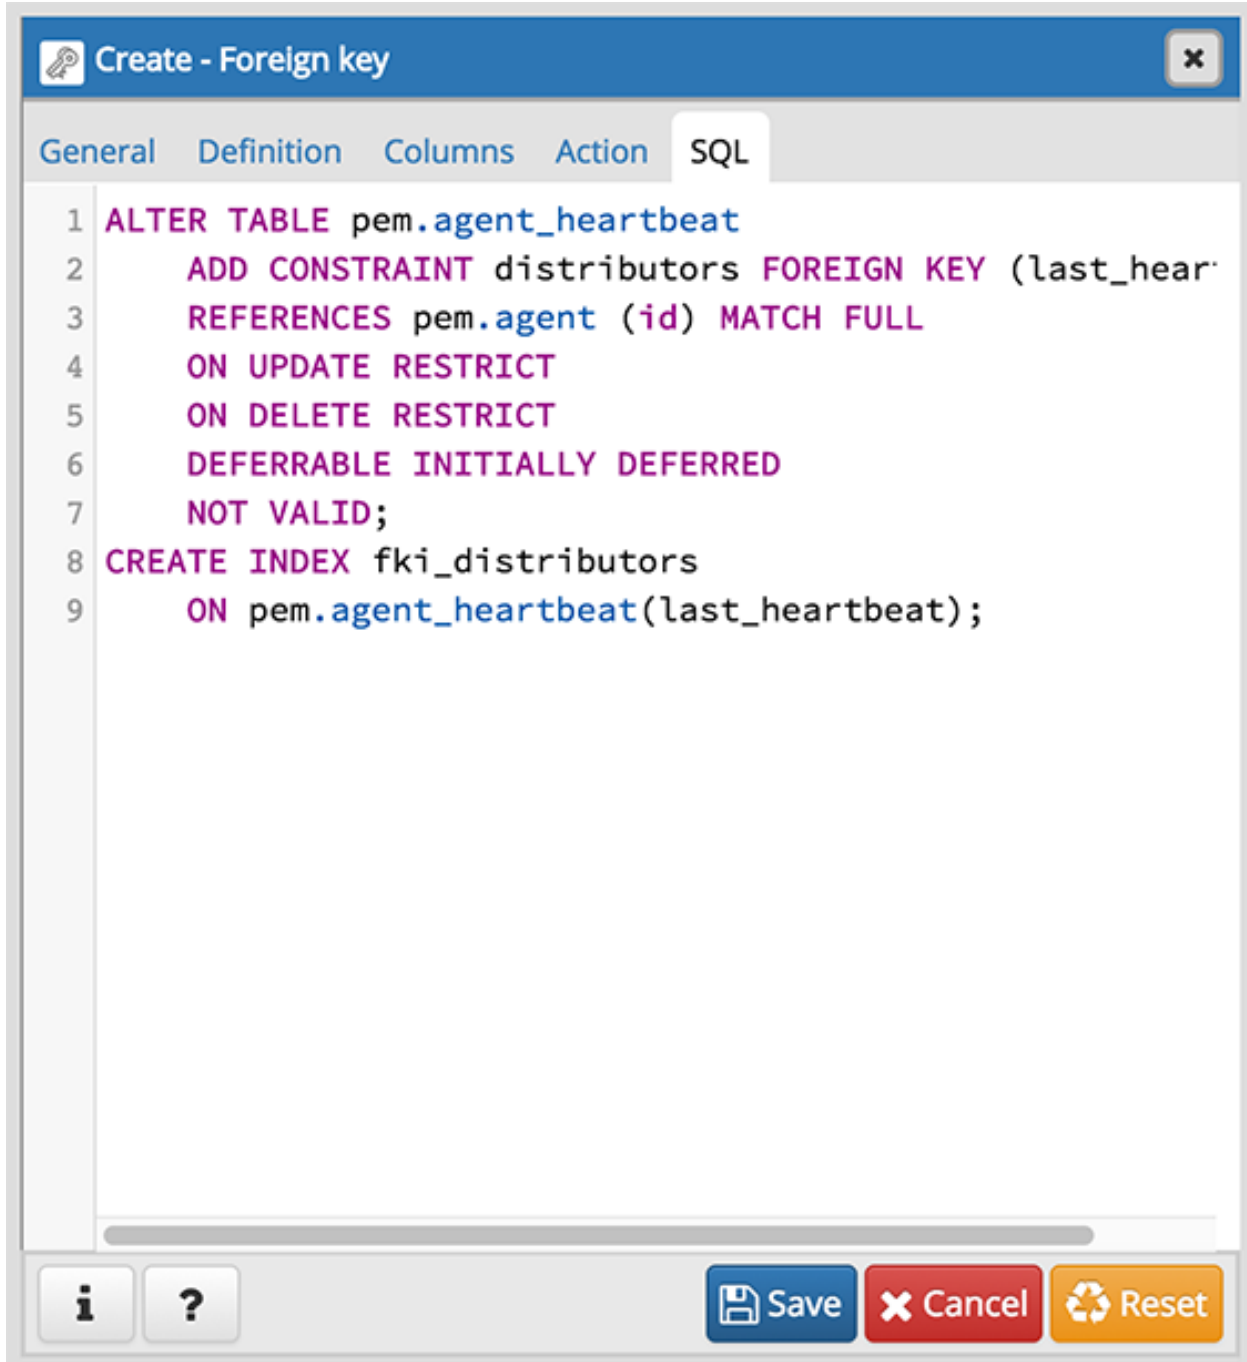 Create - Foreign key
General Definition Columns Action SQL
1 ALTER TABLE pem.agent_heartbeat
2 ADD CONSTRAINT distributors FOREIGN KEY (last_hear
3 REFERENCES pem.agent (id) MATCH FULL
4 ON UPDATE RESTRICT
5 ON DELETE RESTRICT
6 DEFERRABLE INITIALLY DEFERRED
7 NOT VALID;
8 CREATE INDEX fki_distributors
9 ON pem.agent_heartbeat(last_heartbeat);
i ? Save Cancel Reset